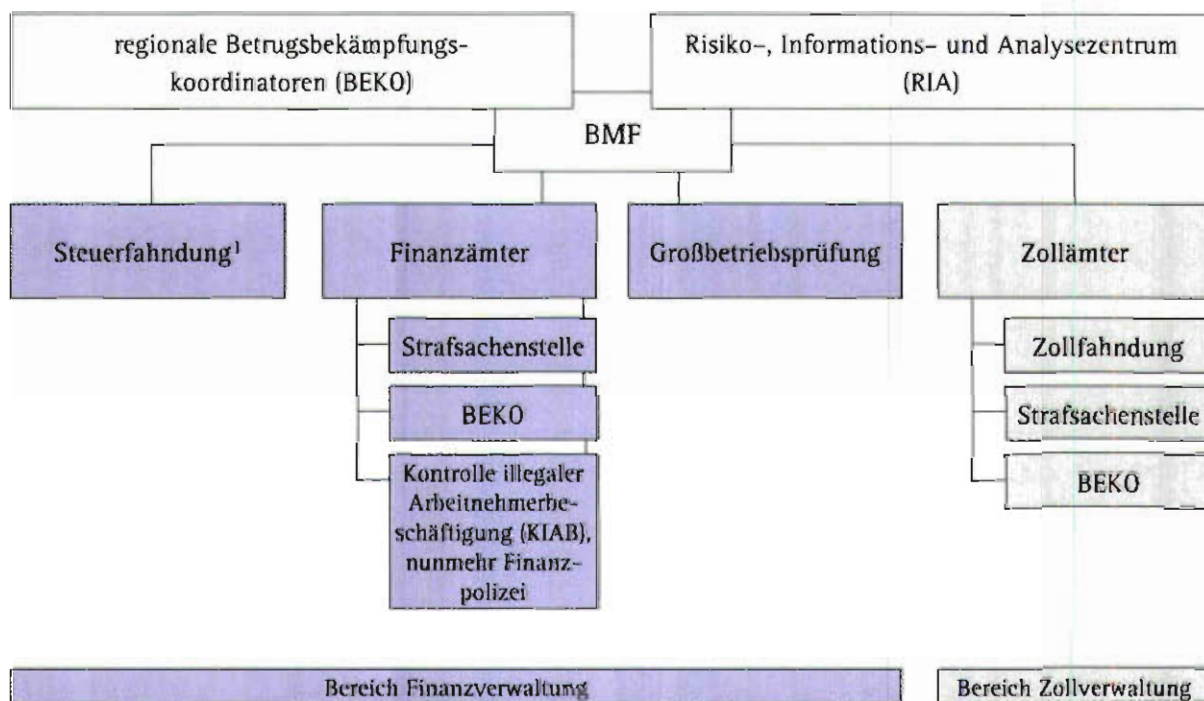 regionale Betrugsbekämpfungs-
koordinatoren (BEKO)
Risiko-, Informations- und Analysezentrum
(RIA)
BMF
Steuerfahndung¹
Finanzämter
Großbetriebsprüfung
Zollämter
Strafsachenstelle
BEKO
Kontrolle illegaler
Arbeitnehmerbe-
schäftigung (KIAB),
nunmehr Finanz-
polizei
Zollfahndung
Strafsachenstelle
BEKO
Bereich Finanzverwaltung
Bereich Zollverwaltung